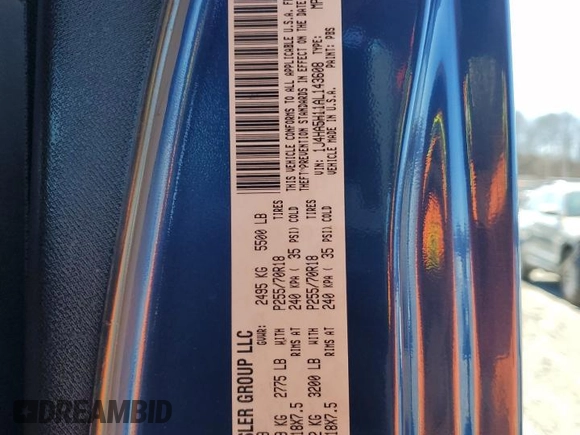 SLER GROUP LLC
GVWR: 2495 KG 5500 LB
KG 2775 LB WITH P255/70R18 TIRES
18X7.5 RIMS AT 240 KPA ( 35 PSI) COLD
KG 3200 LB WITH P255/70R18 TIRES
18X7.5 RIMS AT 240 KPA ( 35 PSI) COLD
THIS VEHICLE CONFORMS TO ALL APPLICABLE U.S.A.
THEFT-PREVENTION STANDARDS IN EFFECT ON THE DATE
VIN: 1J4HA5H11AL143608 TYPE:
VEHICLE MADE IN U.S.A. PAINT: PBS
DREAMBID